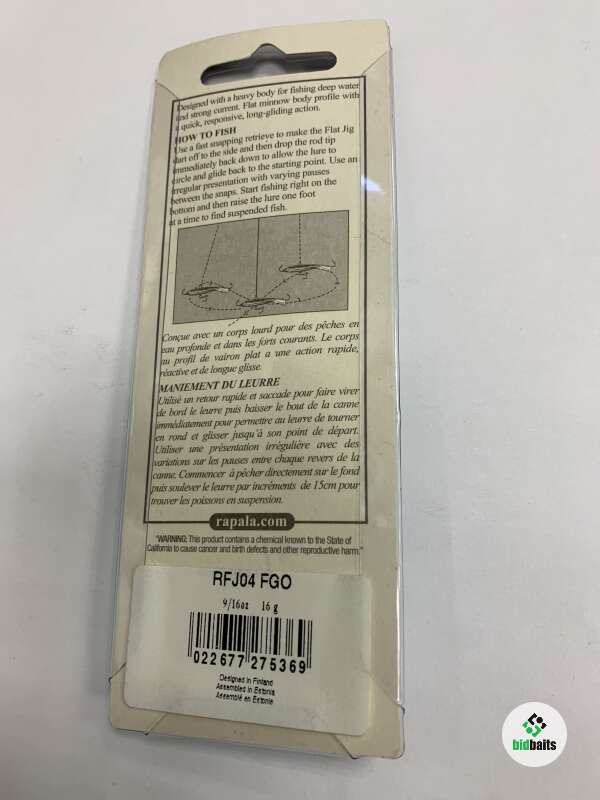 Designed with a heavy body for fishing deep water
and strong current. Flat minnow body profile with
a quick, responsive, long-gliding action.
HOW TO FISH
Use a fast snapping retrieve to make the Flat Jig
dart off to the side and then drop the rod tip
immediately back down to allow the lure to
circle and glide back to the starting point. Use an
irregular presentation with varying pauses
between the snaps. Start fishing right on the
bottom and then raise the lure one foot
at a time to find suspended fish.
Conçue avec un corps lourd pour des pêches en
eau profonde et dans les forts courants. Le corps
au profil de vairon plat a une action rapide,
réactive et de longue glisse.
MANIEMENT DU LEURRE
Utilisé un retour rapide et saccade pour faire virer
de bord le leurre puis baisser le bout de la canne
immédiatement pour permettre au leurre de tourner
en rond et glisser jusqu'à son point de départ.
Utiliser une présentation irrégulière avec des
variations sur les pauses entre chaque revers de la
canne. Commencer à pêcher directement sur le fond
puis soulever le leurre par incréments de 15cm pour
trouver les poissons en suspension.
rapala.com
"WARNING: This product contains a chemical known to the State of
California to cause cancer and birth defects and other reproductive harm."
RFJ04 FGO
9/16oz 16 g
022677 275369
Designed in Finland
Assembled in Estonia
Assemblé en Estonie
bidbaits